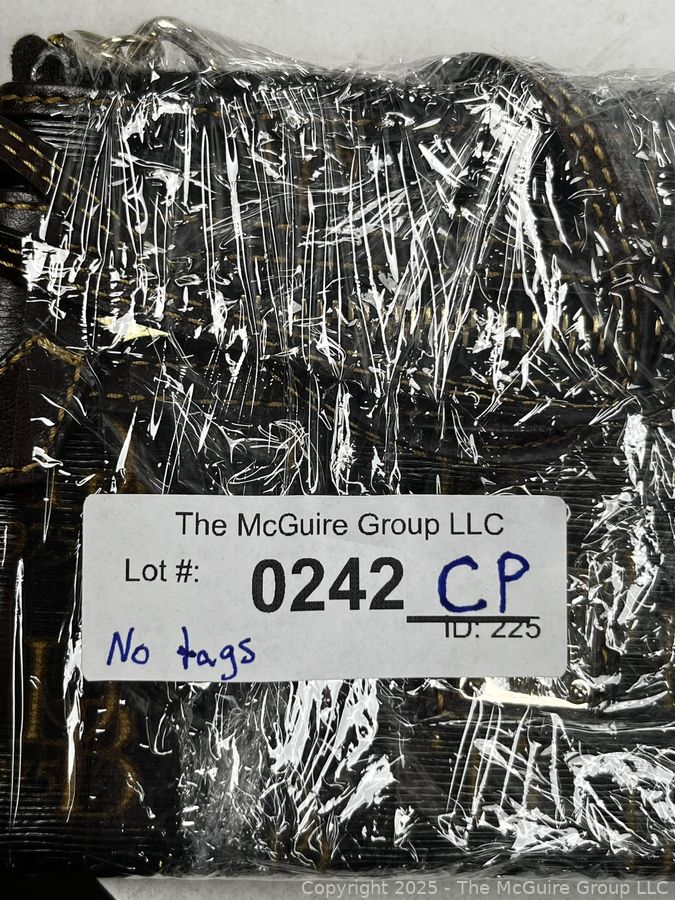 The McGuire Group LLC
Lot #: 0242 CP
ID: 225
No tags
Copyright 2025 - The McGuire Group LLC